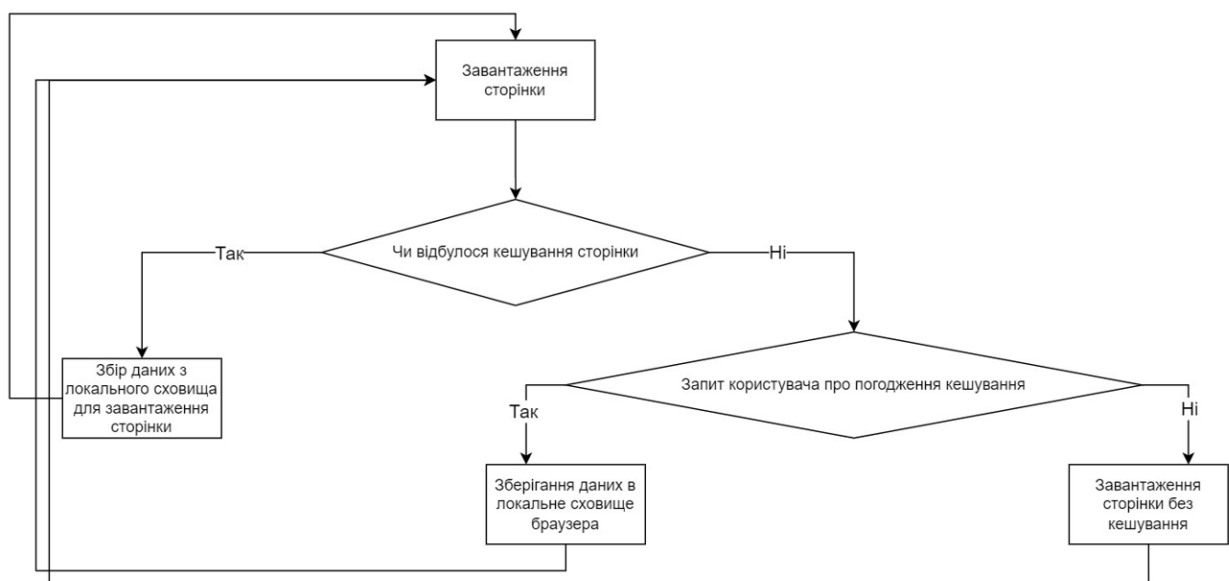 Завантаження
сторінки
Чи відбулося кешування сторінки
Так
Ні
Збір даних з
локального сховища
для завантаження
сторінки
Запит користувача про погодження кешування
Так
Ні
Зберігання даних в
локальне сховище
браузера
Завантаження
сторінки без
кешування